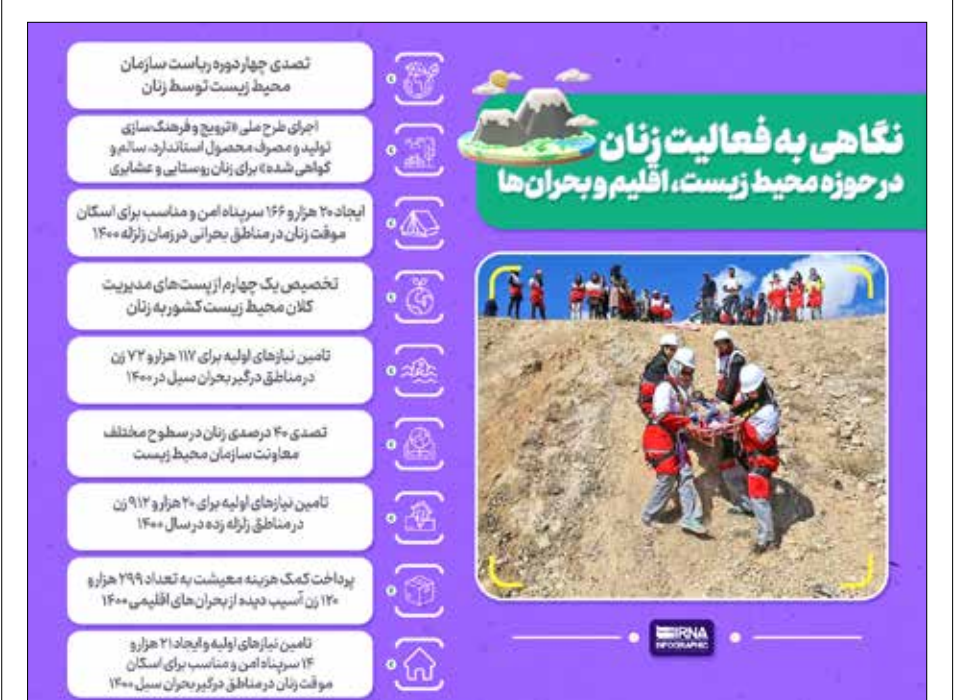 نگاهی به فعالیت زنان
در حوزه محیط زیست، اقلیم و بحران‌ها
تصدی چهار دوره ریاست سازمان
محیط زیست توسط زنان
اجرای طرح ملی «ترویج و فرهنگ‌سازی
تولید و مصرف محصول استاندارد، سالم و
گواهی شده» برای زنان روستایی و عشایری
ایجاد ۲۰ هزار و ۱۶۶ سرپناه امن و مناسب برای اسکان
موقت زنان در مناطق بحرانی در زمان زلزله ۱۴۰۰
تخصیص یک چهارم از پست‌های مدیریت
کلان محیط زیست کشور به زنان
تامین نیازهای اولیه برای ۱۱۷ هزار و ۷۲ زن
در مناطق درگیر بحران سیل در ۱۴۰۰
تصدی ۴۰ درصدی زنان در سطوح مختلف
معاونت سازمان محیط زیست
تامین نیازهای اولیه برای ۲۰ هزار و ۹۱۲ زن
در مناطق زلزله زده در سال ۱۴۰۰
پرداخت کمک هزینه معیشت به تعداد ۲۹۹ هزار و
۱۲۰ زن آسیب دیده از بحران‌های اقلیمی ۱۴۰۰
تامین نیازهای اولیه و ایجاد ۲۱ هزار و
۱۴ سرپناه امن و مناسب برای اسکان
موقت زنان در مناطق درگیر بحران سیل ۱۴۰۰
IRNA
INFOGRAPHIC